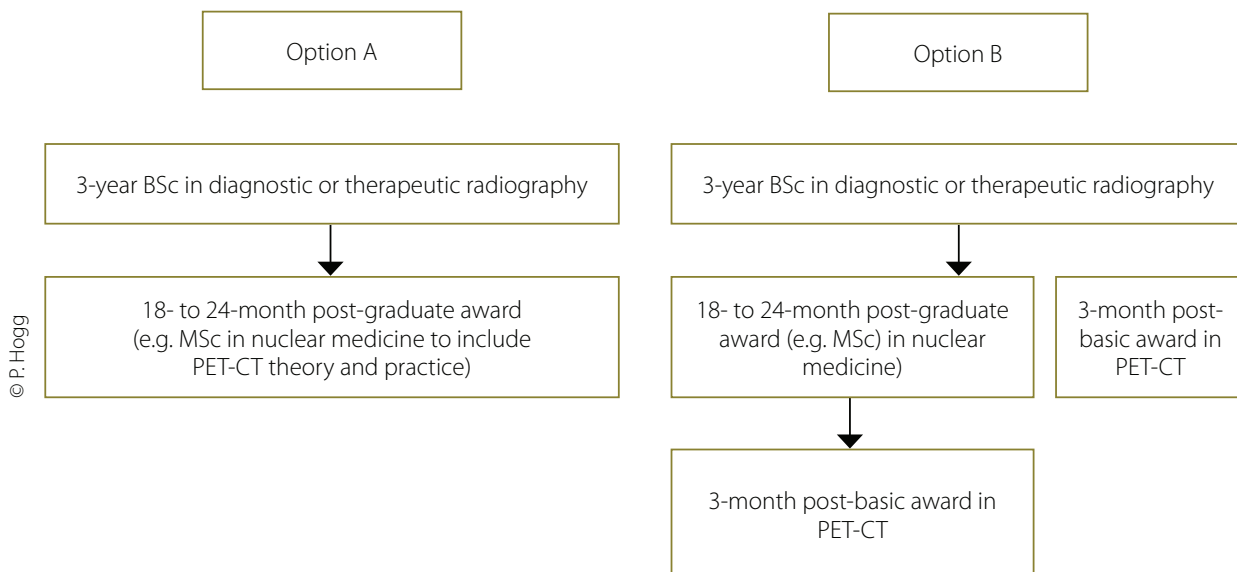 Option A
3-year BSc in diagnostic or therapeutic radiography
18- to 24-month post-graduate award
(e.g. MSc in nuclear medicine to include
PET-CT theory and practice)
Option B
3-year BSc in diagnostic or therapeutic radiography
18- to 24-month post-graduate
award (e.g. MSc) in nuclear
medicine)
3-month post-
basic award in
PET-CT
3-month post-basic award in
PET-CT
© P. Hogg